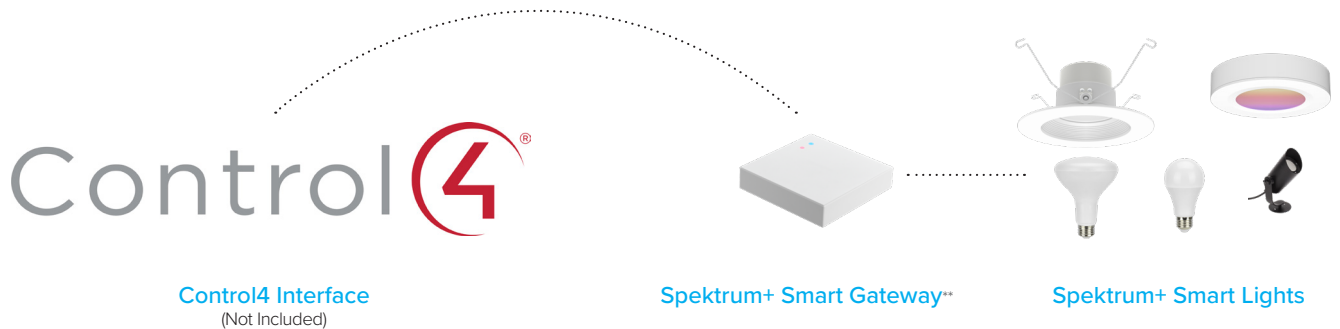 Control4®
Control4 Interface
(Not Included)
Spektrum+ Smart Gateway**
Spektrum+ Smart Lights